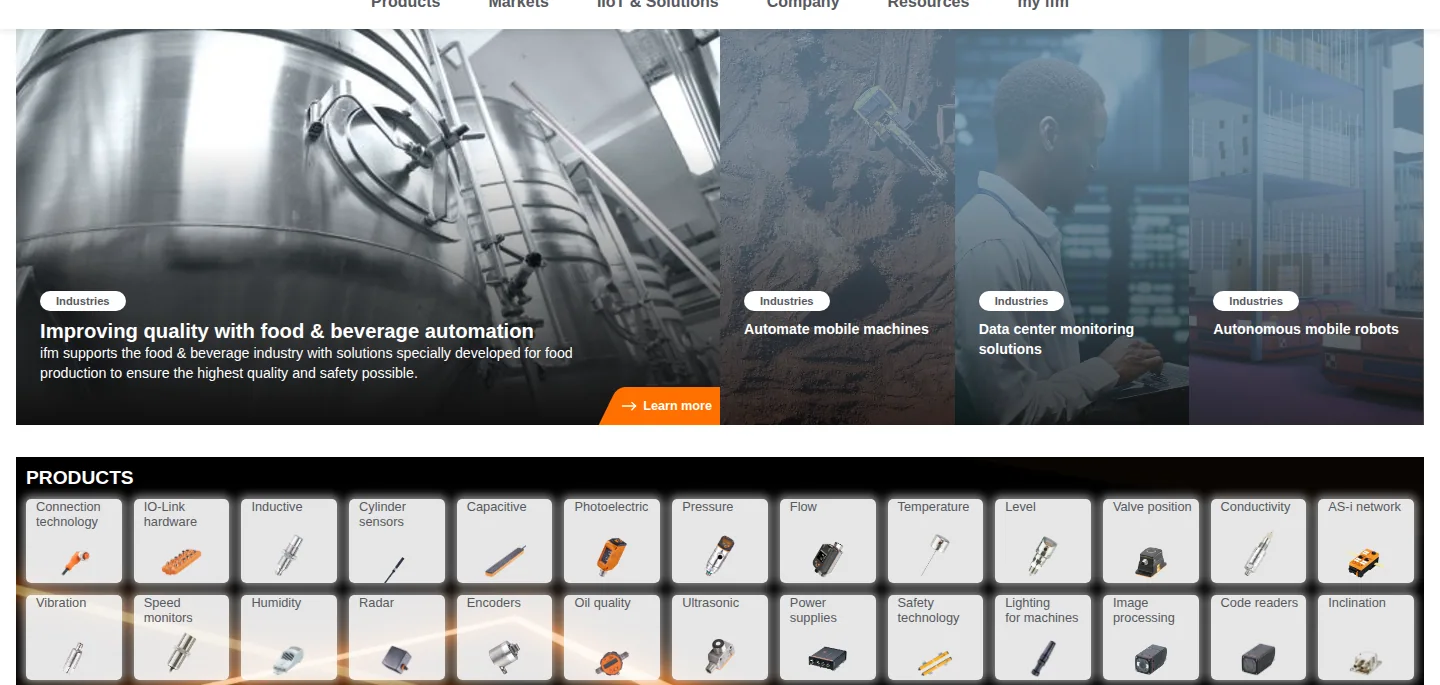 Products Markets IIoT & Solutions Company Resources my ifm
Industries
Improving quality with food & beverage automation
ifm supports the food & beverage industry with solutions specially developed for food
production to ensure the highest quality and safety possible.
Learn more
Industries
Automate mobile machines
Industries
Data center monitoring
solutions
Industries
Autonomous mobile robots
PRODUCTS
Connection
technology
IO-Link
hardware
Inductive
Cylinder
sensors
Capacitive
Photoelectric
Pressure
Flow
Temperature
Level
Valve position
Conductivity
AS-i network
Vibration
Speed
monitors
Humidity
Radar
Encoders
Oil quality
Ultrasonic
Power
supplies
Safety
technology
Lighting
for machines
Image
processing
Code readers
Inclination